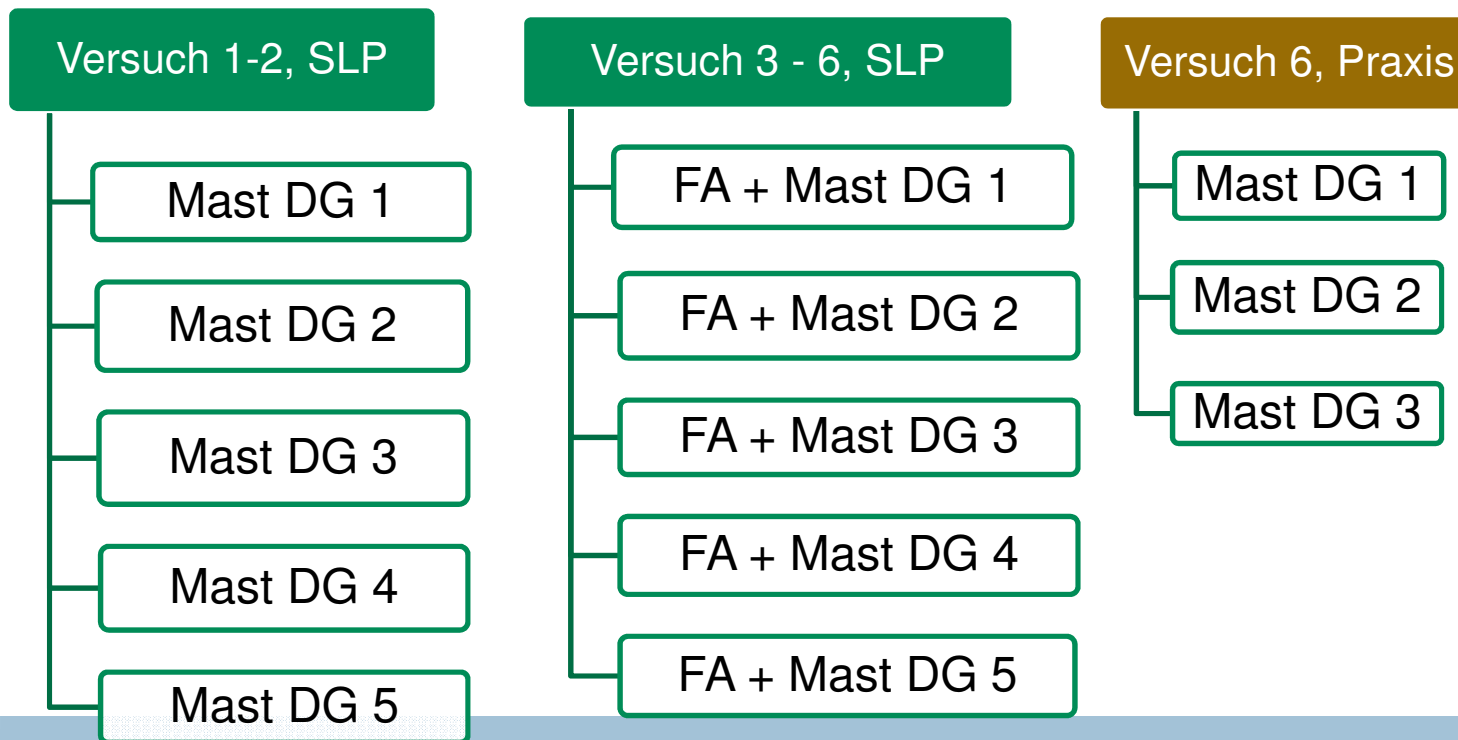 Versuch 1-2, SLP
Mast DG 1
Mast DG 2
Mast DG 3
Mast DG 4
Mast DG 5
Versuch 3 - 6, SLP
FA + Mast DG 1
FA + Mast DG 2
FA + Mast DG 3
FA + Mast DG 4
FA + Mast DG 5
Versuch 6, Praxis
Mast DG 1
Mast DG 2
Mast DG 3